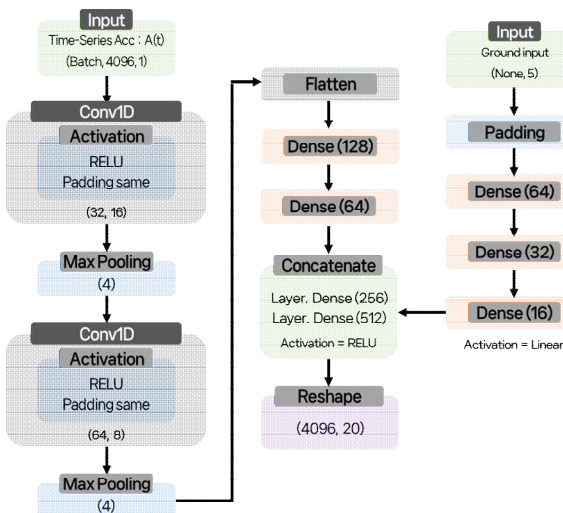 Input
Time-Series Acc : A(t)
(Batch, 4096, 1)
Conv1D
Activation
RELU
Padding same
(32, 16)
Max Pooling
(4)
Conv1D
Activation
RELU
Padding same
(64, 8)
Max Pooling
(4)
Flatten
Dense (128)
Dense (64)
Concatenate
Layer. Dense (256)
Layer. Dense (512)
Activation = RELU
Reshape
(4096, 20)
Input
Ground input
(None, 5)
Padding
Dense (64)
Dense (32)
Dense (16)
Activation = Linear